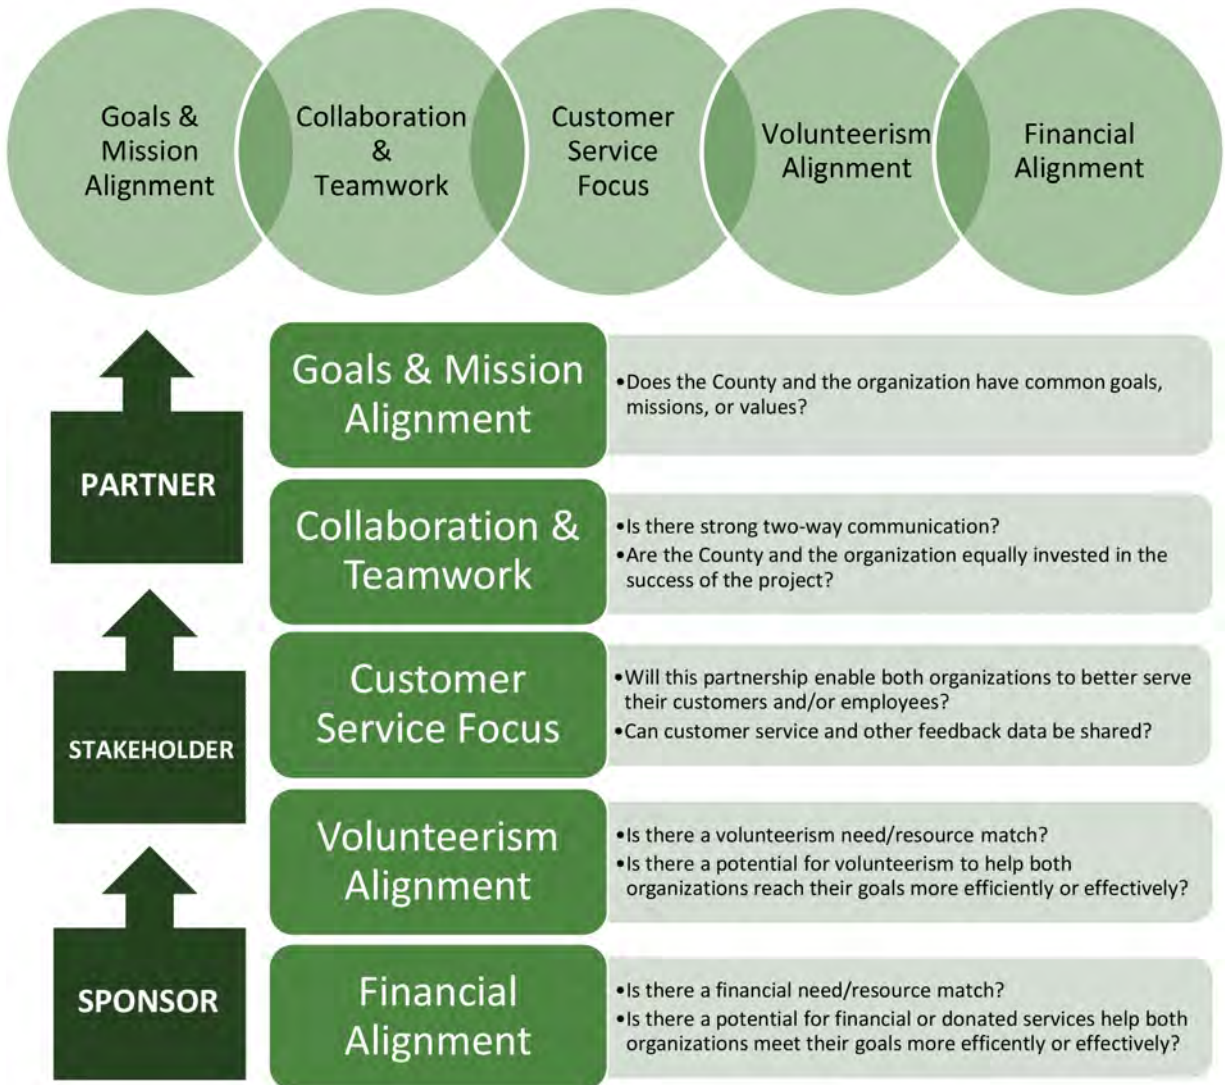 Goals &
Mission
Alignment
Collaboration
&
Teamwork
Customer
Service
Focus
Volunteerism
Alignment
Financial
Alignment
PARTNER
STAKEHOLDER
SPONSOR
Goals & Mission
Alignment
•Does the County and the organization have common goals,
missions, or values?
Collaboration &
Teamwork
•Is there strong two-way communication?
•Are the County and the organization equally invested in the
success of the project?
Customer
Service Focus
•Will this partnership enable both organizations to better serve
their customers and/or employees?
•Can customer service and other feedback data be shared?
Volunteerism
Alignment
•Is there a volunteerism need/resource match?
•Is there a potential for volunteerism to help both
organizations reach their goals more efficiently or effectively?
Financial
Alignment
•Is there a financial need/resource match?
•Is there a potential for financial or donated services help both
organizations meet their goals more efficently or effectively?